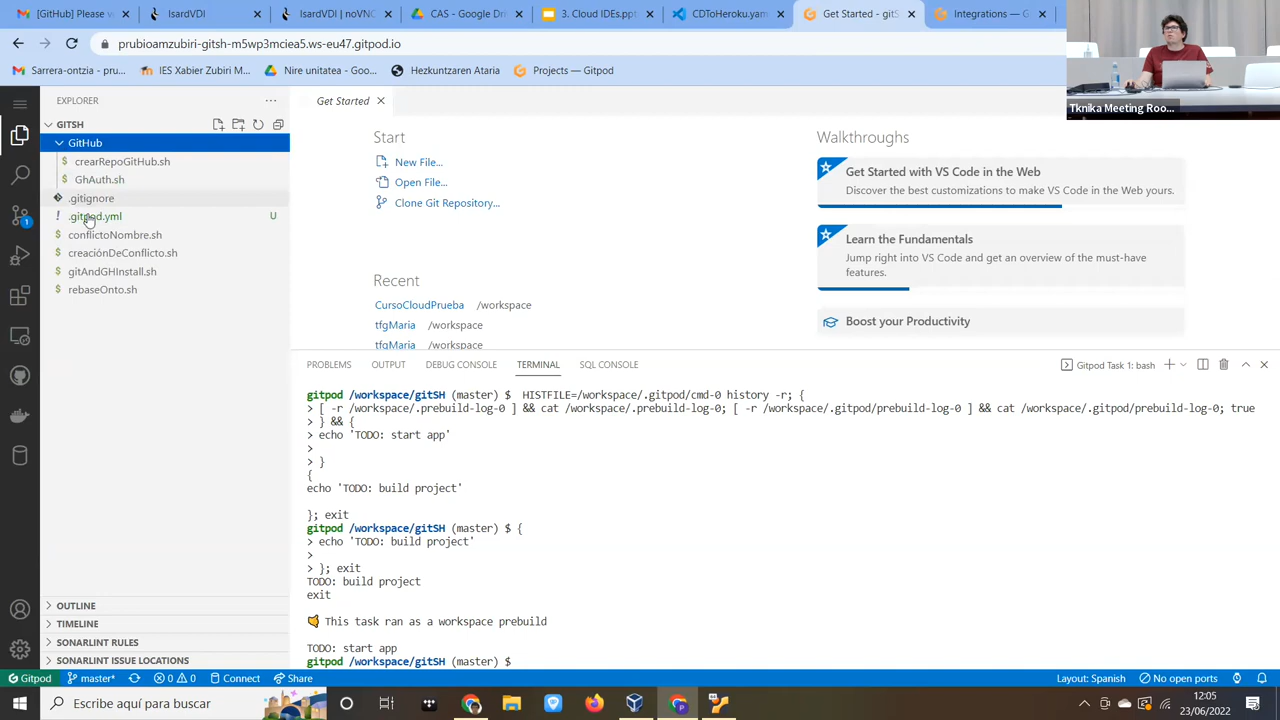 IsardVDI | IsardVDI
IsardVDI | noVNC
CAS – Central
Google Drive
3. Cloud IDEs.ppt
CDToHeroku.yam
Get Started - gitS
Integrations — G
prubioamzubiri-gitsh-m5wp3mciea5.ws-eu47.gitpod.io
Sarrera-ontzia - pru...
IES Xabier Zubiri M...
Nire unitatea - Goo...
Hezkuntzaren Ataria
Projects — Gitpod
Tknika Meeting Roo...
EXPLORER
GITSH
GitHub
crearRepoGitHub.sh
GhAuth.sh
.gitignore
.gitpod.yml U
conflictoNombre.sh
creaciónDeConflicto.sh
gitAndGHInstall.sh
rebaseOnto.sh
OUTLINE
TIMELINE
SONARLINT RULES
SONARLINT ISSUE LOCATIONS
Get Started
Start
New File...
Open File...
Clone Git Repository...
Recent
CursoCloudPrueba /workspace
tfgMaria /workspace
tfgMaria /workspace
Walkthroughs
Get Started with VS Code in the Web
Discover the best customizations to make VS Code in the Web yours.
Learn the Fundamentals
Jump right into VS Code and get an overview of the must-have
features.
Boost your Productivity
PROBLEMS OUTPUT DEBUG CONSOLE TERMINAL SQL CONSOLE
Gitpod Task 1: bash
gitpod /workspace/gitSH (master) $  HISTFILE=/workspace/.gitpod/cmd-0 history -r; {
> [ -r /workspace/.prebuild-log-0 ] && cat /workspace/.prebuild-log-0; [ -r /workspace/.gitpod/prebuild-log-0 ] && cat /workspace/.gitpod/prebuild-log-0; true
> } && {
> echo 'TODO: start app'
>
> }
{
echo 'TODO: build project'
}; exit
gitpod /workspace/gitSH (master) $ {
> echo 'TODO: build project'
>
> }; exit
TODO: build project
exit
🤙 This task ran as a workspace prebuild
TODO: start app
gitpod /workspace/gitSH (master) $
Gitpod
master*
0 0
Connect
Share
Layout: Spanish
No open ports
1
Escribe aquí para buscar
12:05
23/06/2022